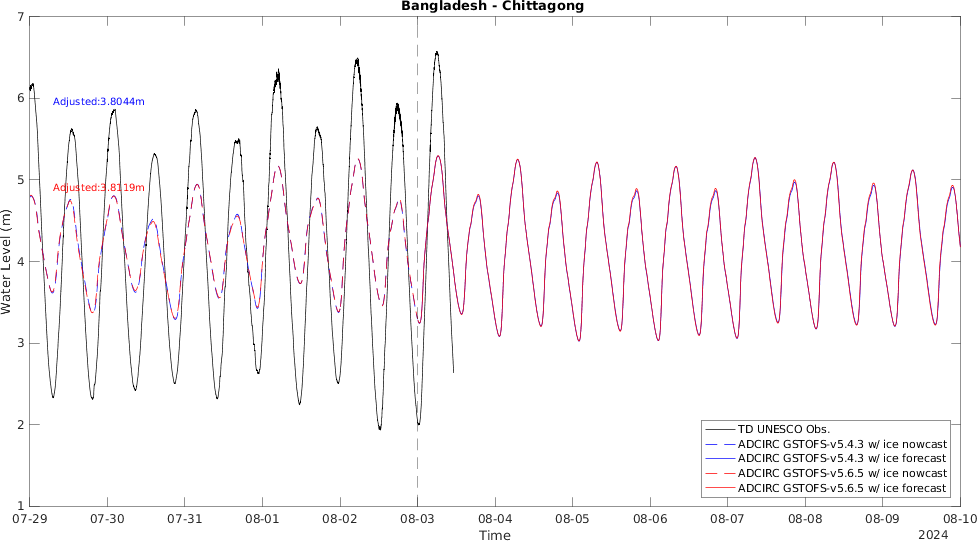 Bangladesh - Chittagong
7
6
5
4
3
2
1
Water Level (m)
Adjusted:3.8044m
Adjusted:3.8119m
TD UNESCO Obs.
ADCIRC GSTOFS-v5.4.3 w/ ice nowcast
ADCIRC GSTOFS-v5.4.3 w/ ice forecast
ADCIRC GSTOFS-v5.6.5 w/ ice nowcast
ADCIRC GSTOFS-v5.6.5 w/ ice forecast
07-29 07-30 07-31 08-01 08-02 08-03 08-04 08-05 08-06 08-07 08-08 08-09 08-10
Time
2024